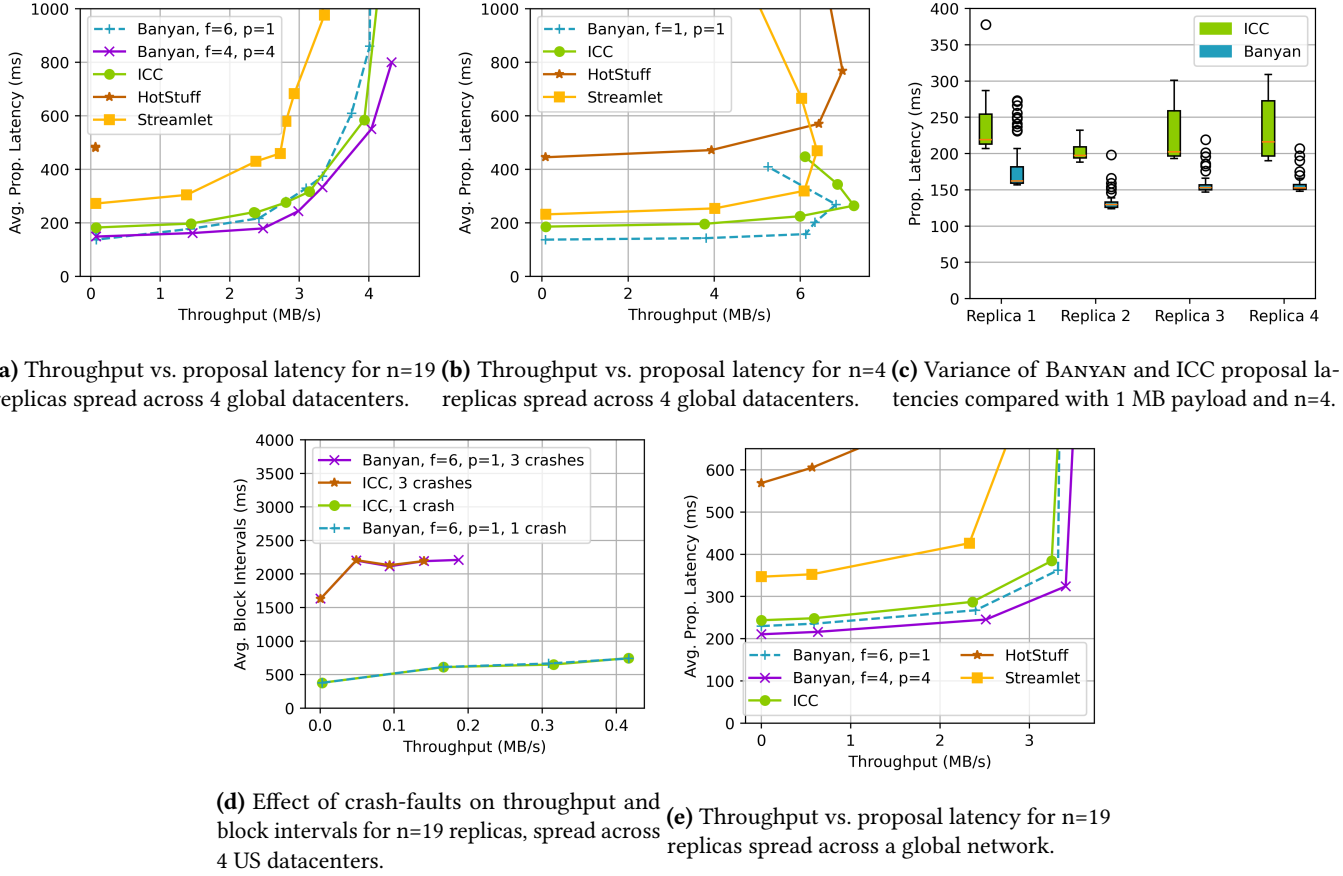 1000
800
600
400
200
0
Avg. Prop. Latency (ms)
Banyan, f=6, p=1
Banyan, f=4, p=4
ICC
HotStuff
Streamlet
0 1 2 3 4
Throughput (MB/s)
1000
800
600
400
200
0
Avg. Prop. Latency (ms)
Banyan, f=1, p=1
ICC
HotStuff
Streamlet
0 2 4 6
Throughput (MB/s)
400
350
300
250
200
150
100
50
0
Prop. Latency (ms)
ICC
Banyan
Replica 1 Replica 2 Replica 3 Replica 4
a) Throughput vs. proposal latency for n=19
replicas spread across 4 global datacenters.
(b) Throughput vs. proposal latency for n=4
replicas spread across 4 global datacenters.
(c) Variance of BANYAN and ICC proposal la-
tencies compared with 1 MB payload and n=4.
4000
3500
3000
2500
2000
1500
1000
500
0
Avg. Block Intervals (ms)
Banyan, f=6, p=1, 3 crashes
ICC, 3 crashes
ICC, 1 crash
Banyan, f=6, p=1, 1 crash
0.0 0.1 0.2 0.3 0.4
Throughput (MB/s)
600
500
400
300
200
100
0
Avg. Prop. Latency (ms)
Banyan, f=6, p=1
Banyan, f=4, p=4
ICC
HotStuff
Streamlet
0 1 2 3
Throughput (MB/s)
(d) Effect of crash-faults on throughput and
block intervals for n=19 replicas, spread across
4 US datacenters.
(e) Throughput vs. proposal latency for n=19
replicas spread across a global network.